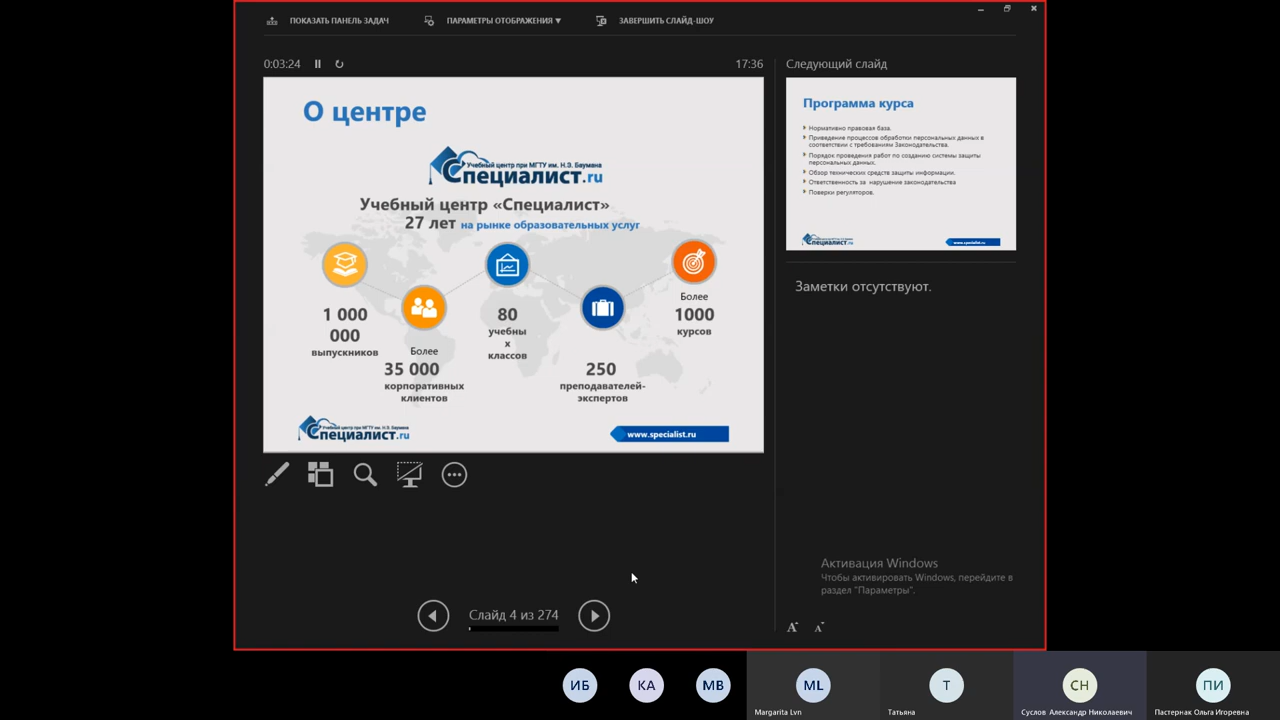 ПОКАЗАТЬ ПАНЕЛЬ ЗАДАЧ
ПАРАМЕТРЫ ОТОБРАЖЕНИЯ ▼
ЗАВЕРШИТЬ СЛАЙД-ШОУ
0:03:24
17:36
О центре
Учебный центр при МГТУ им. Н.Э. Баумана
Специалист.ru
Учебный центр «Специалист»
27 лет на рынке образовательных услуг
1 000
000
выпускников
Более
35 000
корпоративных
клиентов
80
учебны
х
классов
250
преподавателей-
экспертов
Более
1000
курсов
Учебный центр при МГТУ им. Н.Э. Баумана
Специалист.ru
www.specialist.ru
Следующий слайд
Программа курса
Нормативно правовая база.
Приведение процессов обработки персональных данных в
соответствии с требованиям Законодательства.
Порядок проведения работ по созданию системы защиты
персональных данных.
Обзор технических средств защиты информации.
Ответственность за нарушение законодательства
Поверки регуляторов.
Специалист.ru
www.specialist.ru
Заметки отсутствуют.
Активация Windows
Чтобы активировать Windows, перейдите в
раздел "Параметры".
Слайд 4 из 274
A A
ИБ
КА
МВ
ML
Margarita Lvn
Т
Татьяна
СН
Суслов Александр Николаевич
ПИ
Пастернак Ольга Игоревна